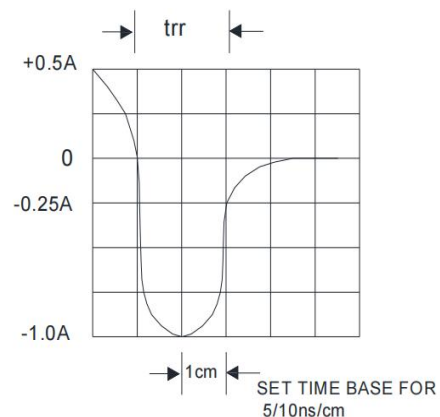 trr
+0.5A
0
-0.25A
-1.0A
1cm
SET TIME BASE FOR
5/10ns/cm